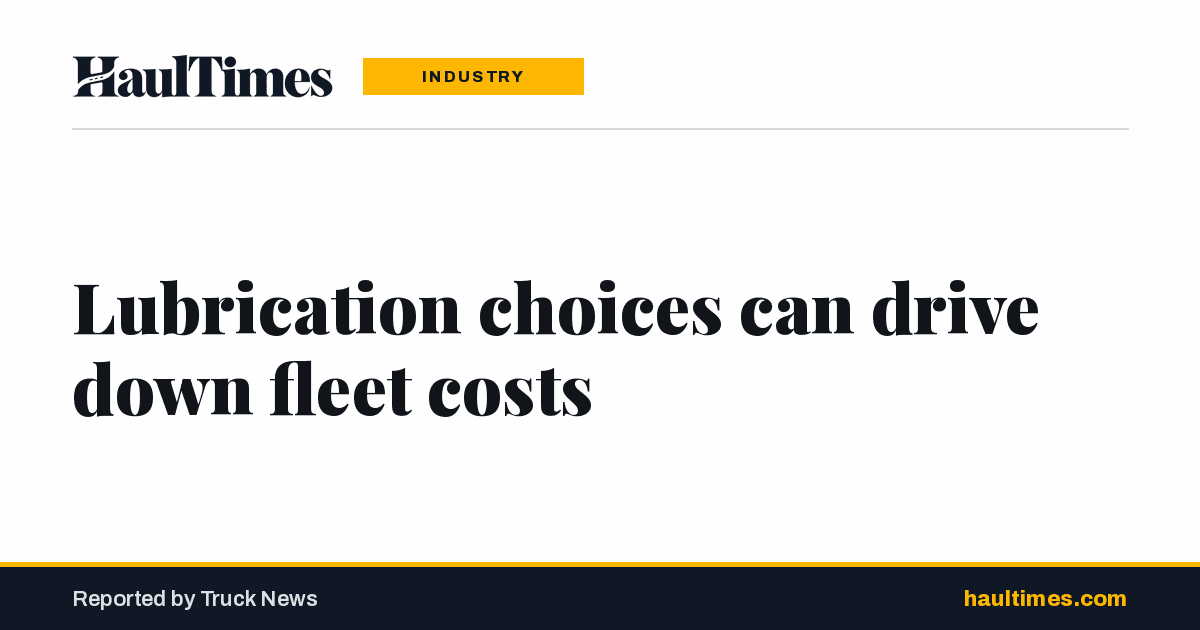 HaulTimes
INDUSTRY
Lubrication choices can drive
down fleet costs
Reported by Truck News
haultimes.com